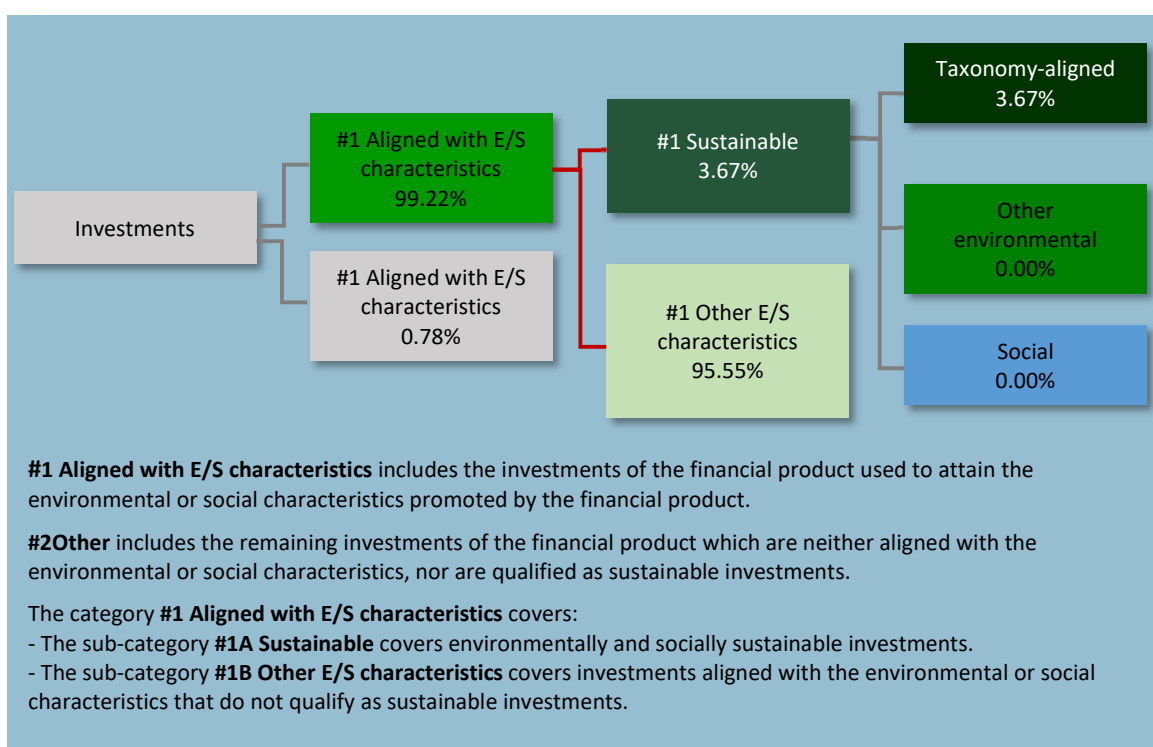 Investments
#1 Aligned with E/S
characteristics
99.22%
#1 Aligned with E/S
characteristics
0.78%
#1 Sustainable
3.67%
#1 Other E/S
characteristics
95.55%
Taxonomy-aligned
3.67%
Other
environmental
0.00%
Social
0.00%
#1 Aligned with E/S characteristics includes the investments of the financial product used to attain the
environmental or social characteristics promoted by the financial product.
#2Other includes the remaining investments of the financial product which are neither aligned with the
environmental or social characteristics, nor are qualified as sustainable investments.
The category #1 Aligned with E/S characteristics covers:
- The sub-category #1A Sustainable covers environmentally and socially sustainable investments.
- The sub-category #1B Other E/S characteristics covers investments aligned with the environmental or social
characteristics that do not qualify as sustainable investments.